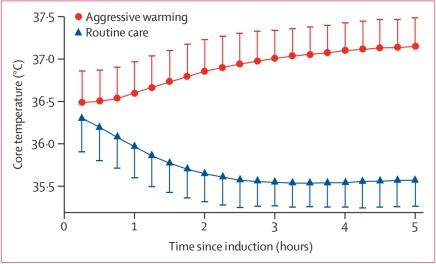 Aggressive warming
Routine care
Core temperature (°C)
37·5
37·0
36·5
36·0
35·5
0
1
2
3
4
5
Time since induction (hours)